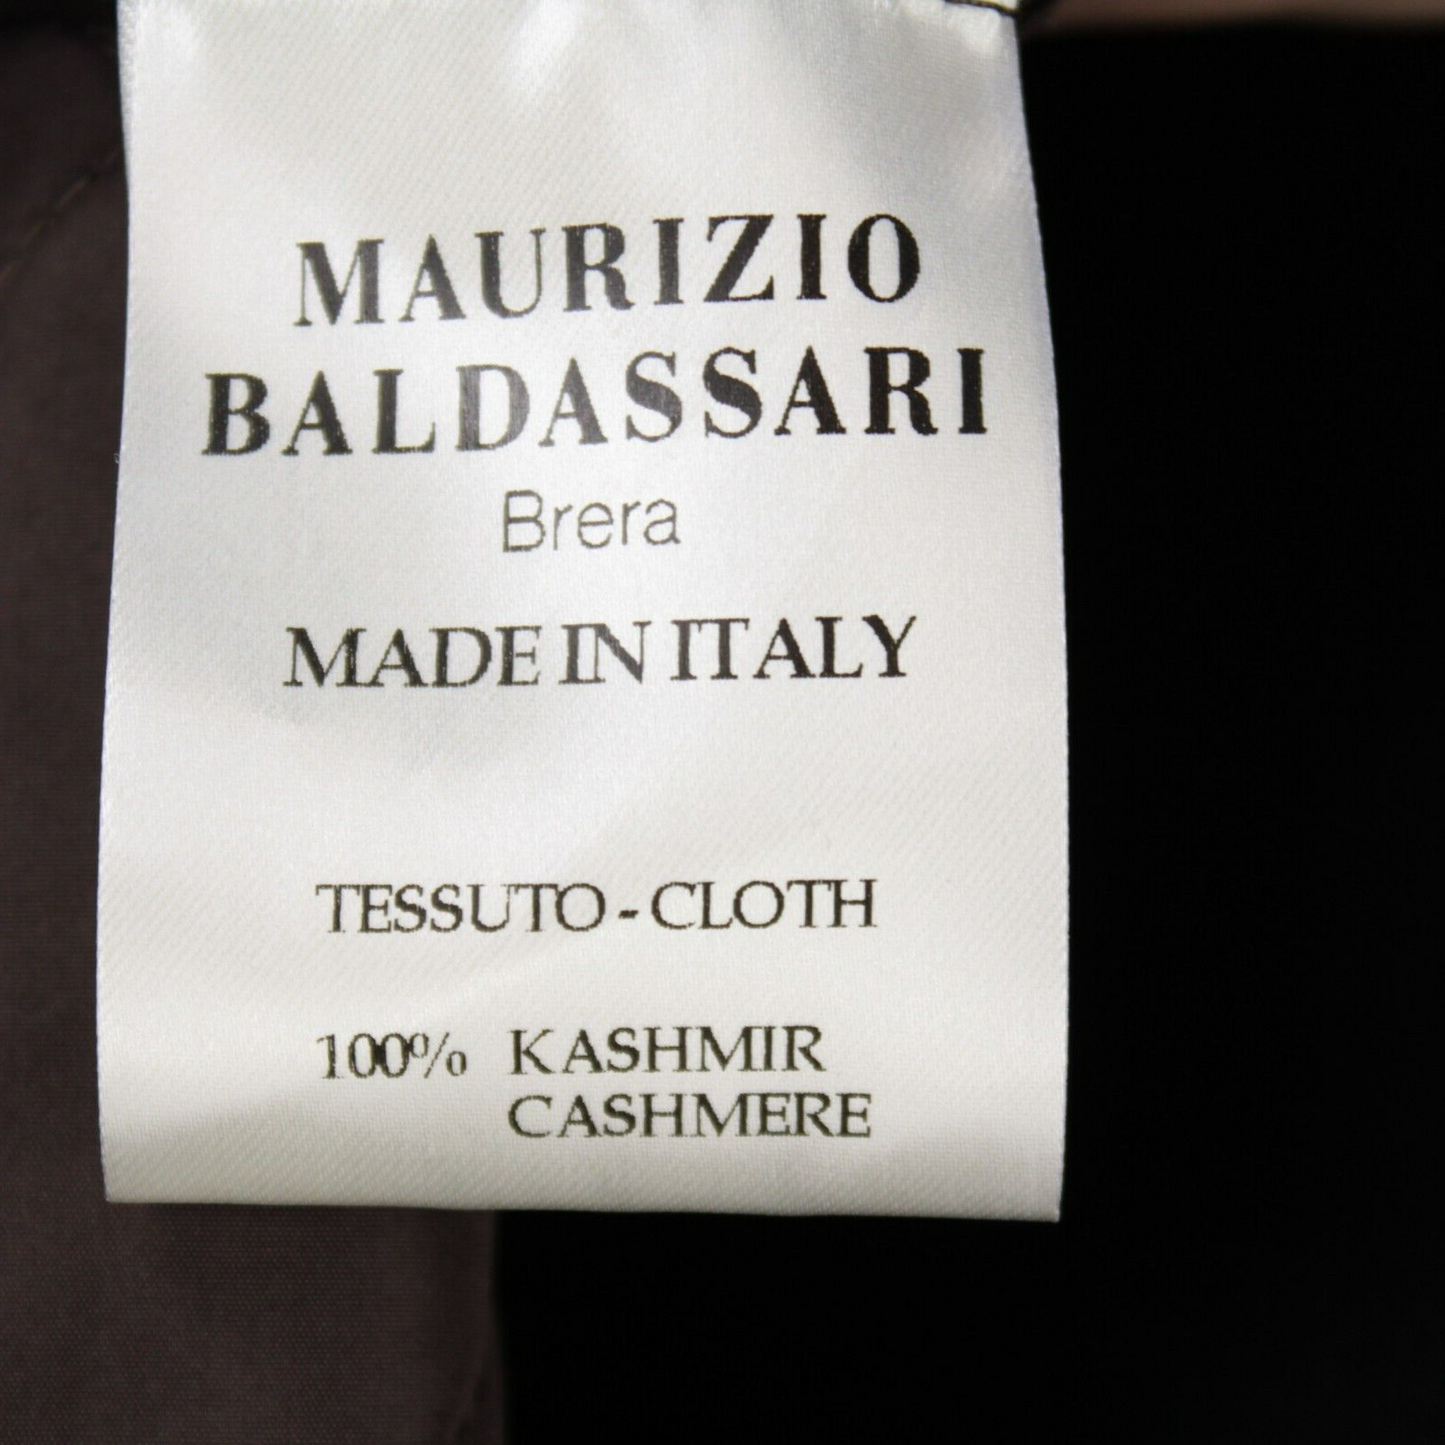 MAURIZIO
BALDASSARI
Brera
MADE IN ITALY
TESSUTO - CLOTH
100% KASHMIR
CASHMERE